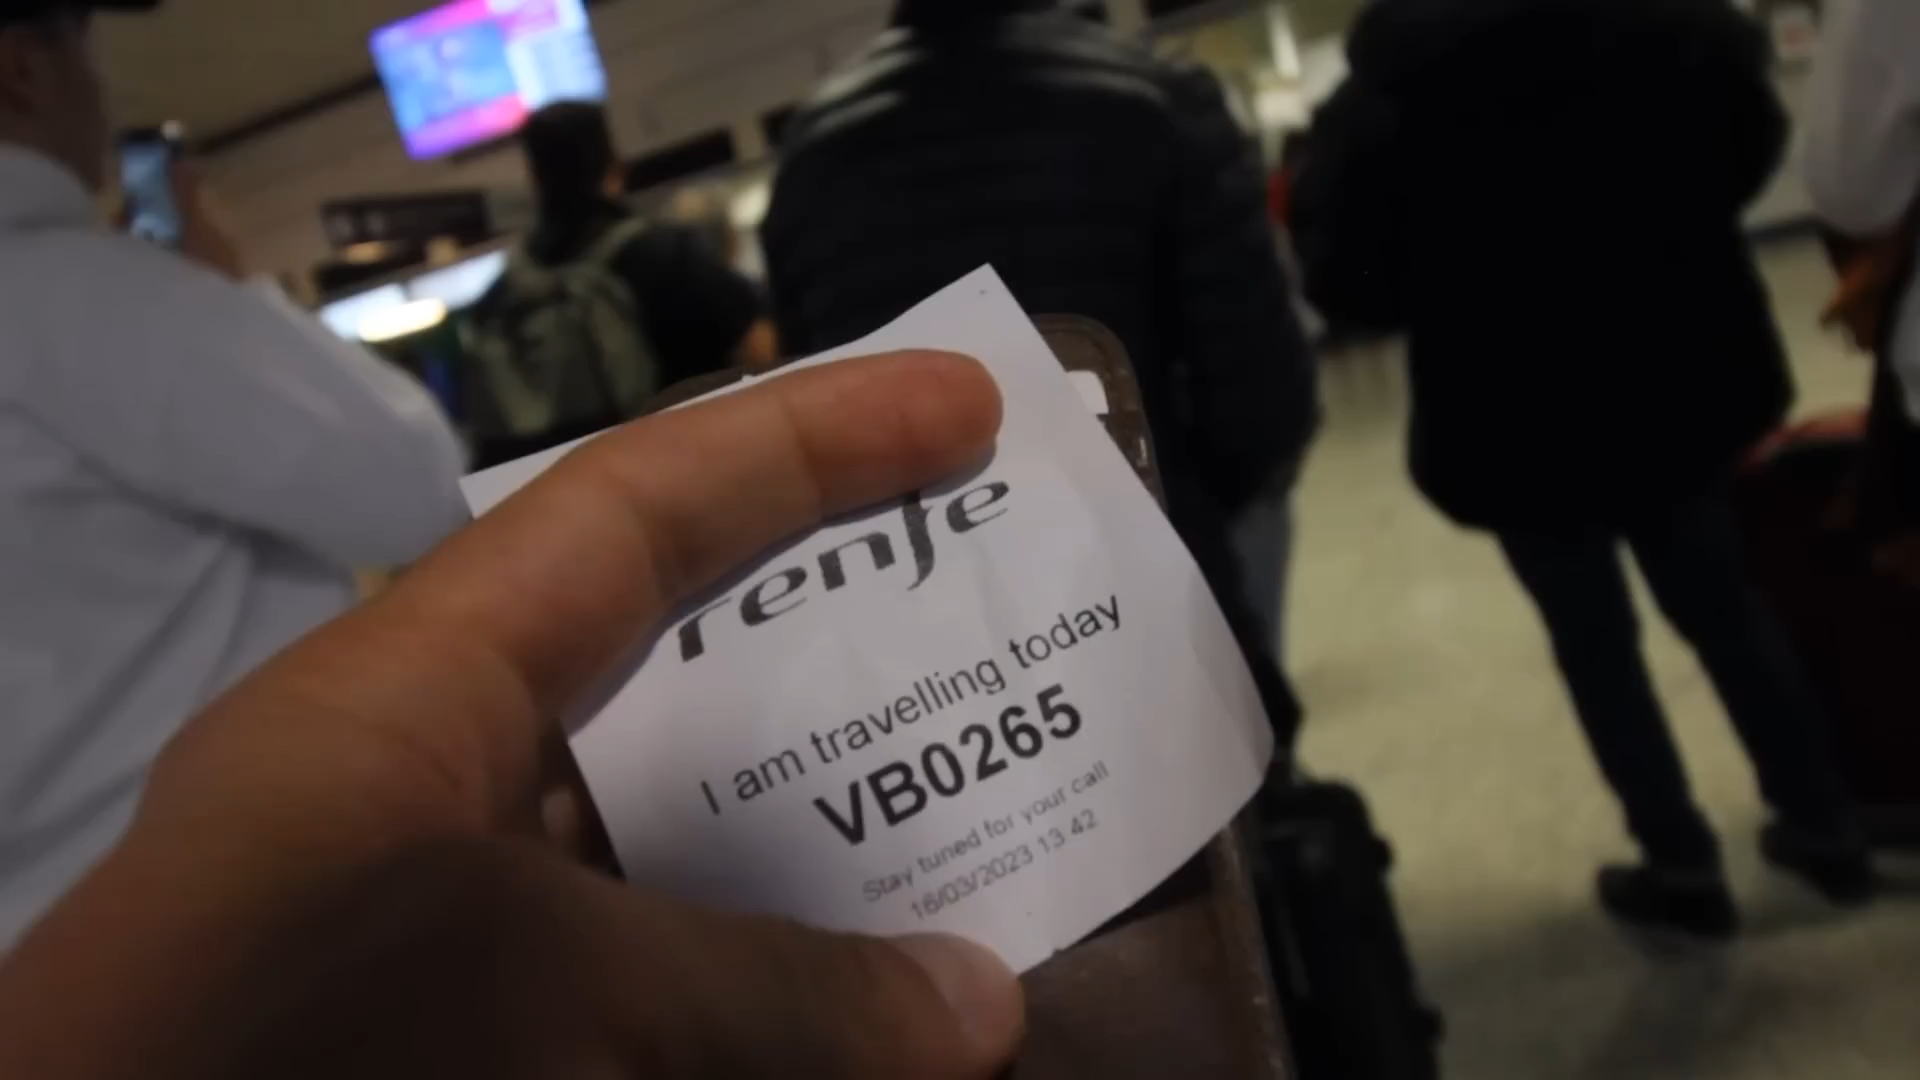 renfe
I am travelling today
VB0265
Stay tuned for your call
16/03/2023 13:42